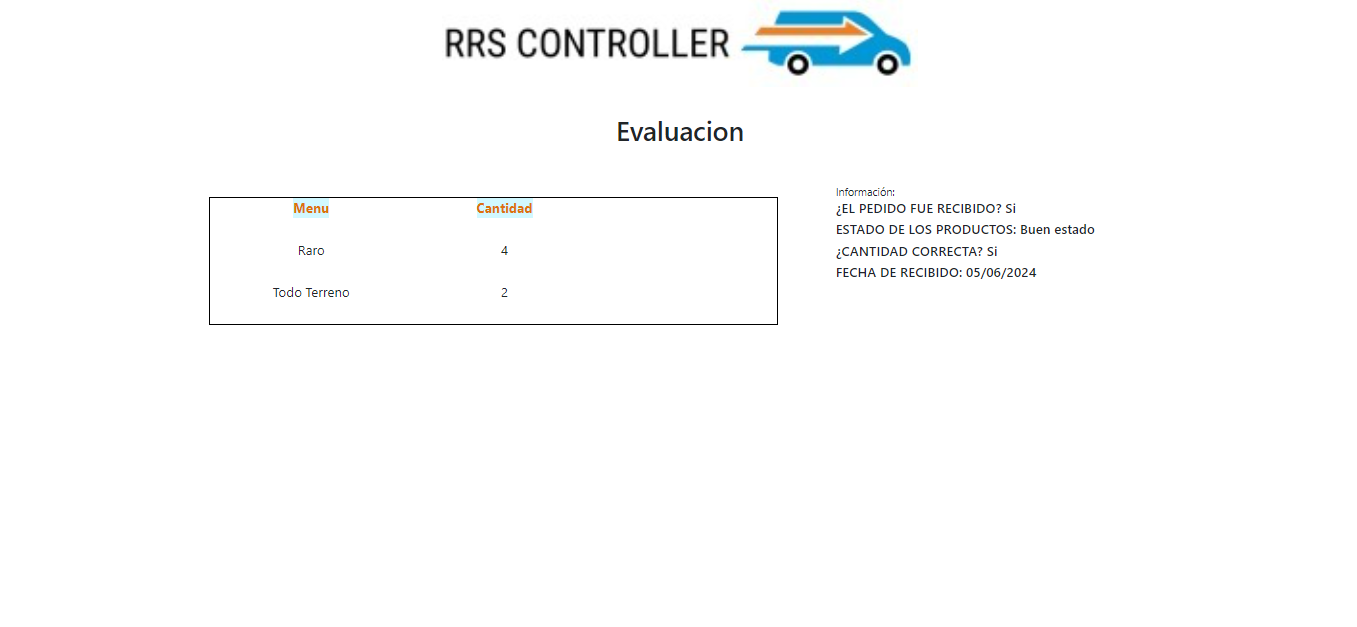 RRS CONTROLLER
Evaluacion
Menu Cantidad
Raro 4
Todo Terreno 2
Información:
¿EL PEDIDO FUE RECIBIDO? Si
ESTADO DE LOS PRODUCTOS: Buen estado
¿CANTIDAD CORRECTA? Si
FECHA DE RECIBIDO: 05/06/2024